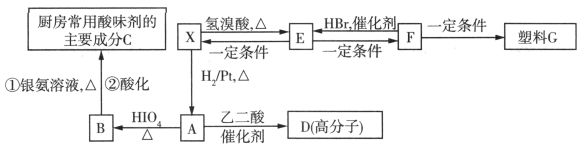 厨房常用酸味剂的
主要成分C
X
氢溴酸,△
一定条件
E
HBr,催化剂
一定条件
F
一定条件
塑料G
①银氨溶液,△
②酸化
H₂/Pt,△
B
HIO₄
△
A
乙二酸
催化剂
D(高分子)